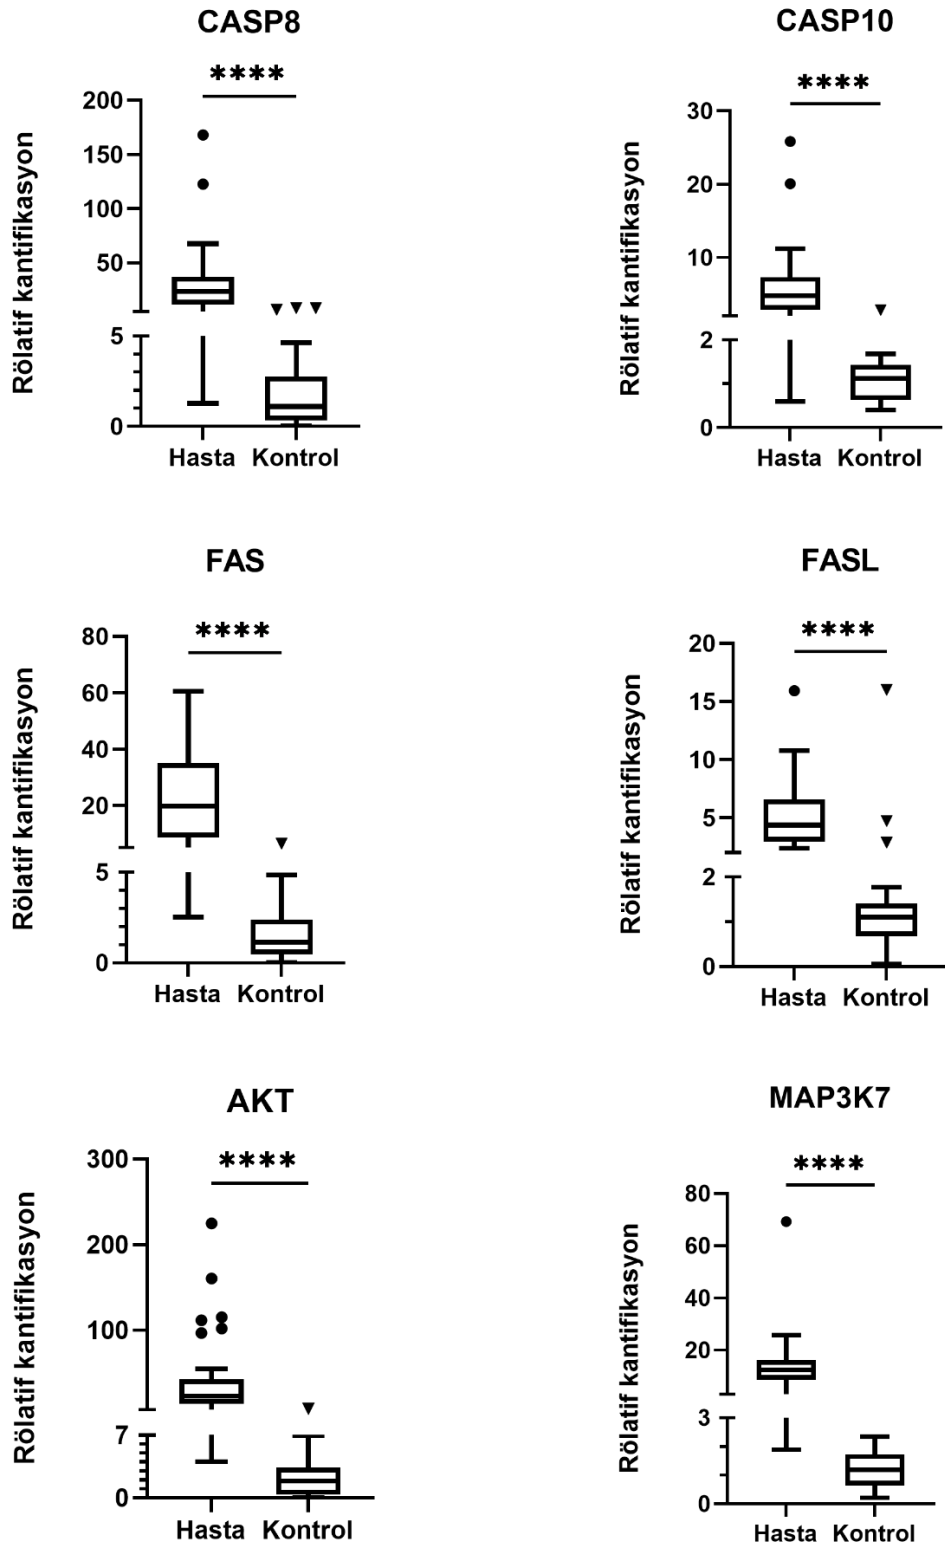 CASP8
****
Rölatif kantifikasyon
200
150
100
50
5
0
Hasta Kontrol
CASP10
****
Rölatif kantifikasyon
30
20
10
2
0
Hasta Kontrol
FAS
****
Rölatif kantifikasyon
80
60
40
20
5
0
Hasta Kontrol
FASL
****
Rölatif kantifikasyon
20
15
10
5
2
0
Hasta Kontrol
AKT
****
Rölatif kantifikasyon
300
200
100
7
0
Hasta Kontrol
MAP3K7
****
Rölatif kantifikasyon
80
60
40
20
3
0
Hasta Kontrol